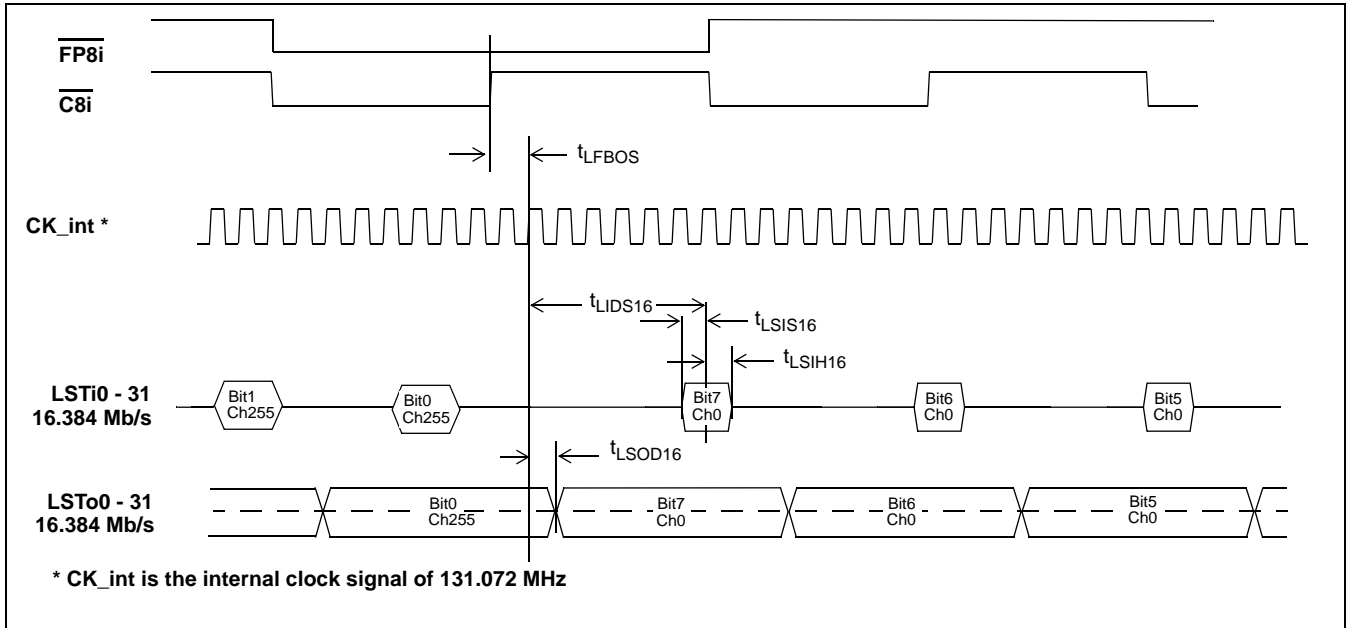 FP8i
C8i
tLFBOS
CK_int *
tLIDS16
tLSIS16
tLSIH16
LSTi0 - 31
16.384 Mb/s
Bit1
Ch255
Bit0
Ch255
Bit7
Ch0
Bit6
Ch0
Bit5
Ch0
tLSOD16
LSTo0 - 31
16.384 Mb/s
Bit0
Ch255
Bit7
Ch0
Bit6
Ch0
Bit5
Ch0
* CK_int is the internal clock signal of 131.072 MHz